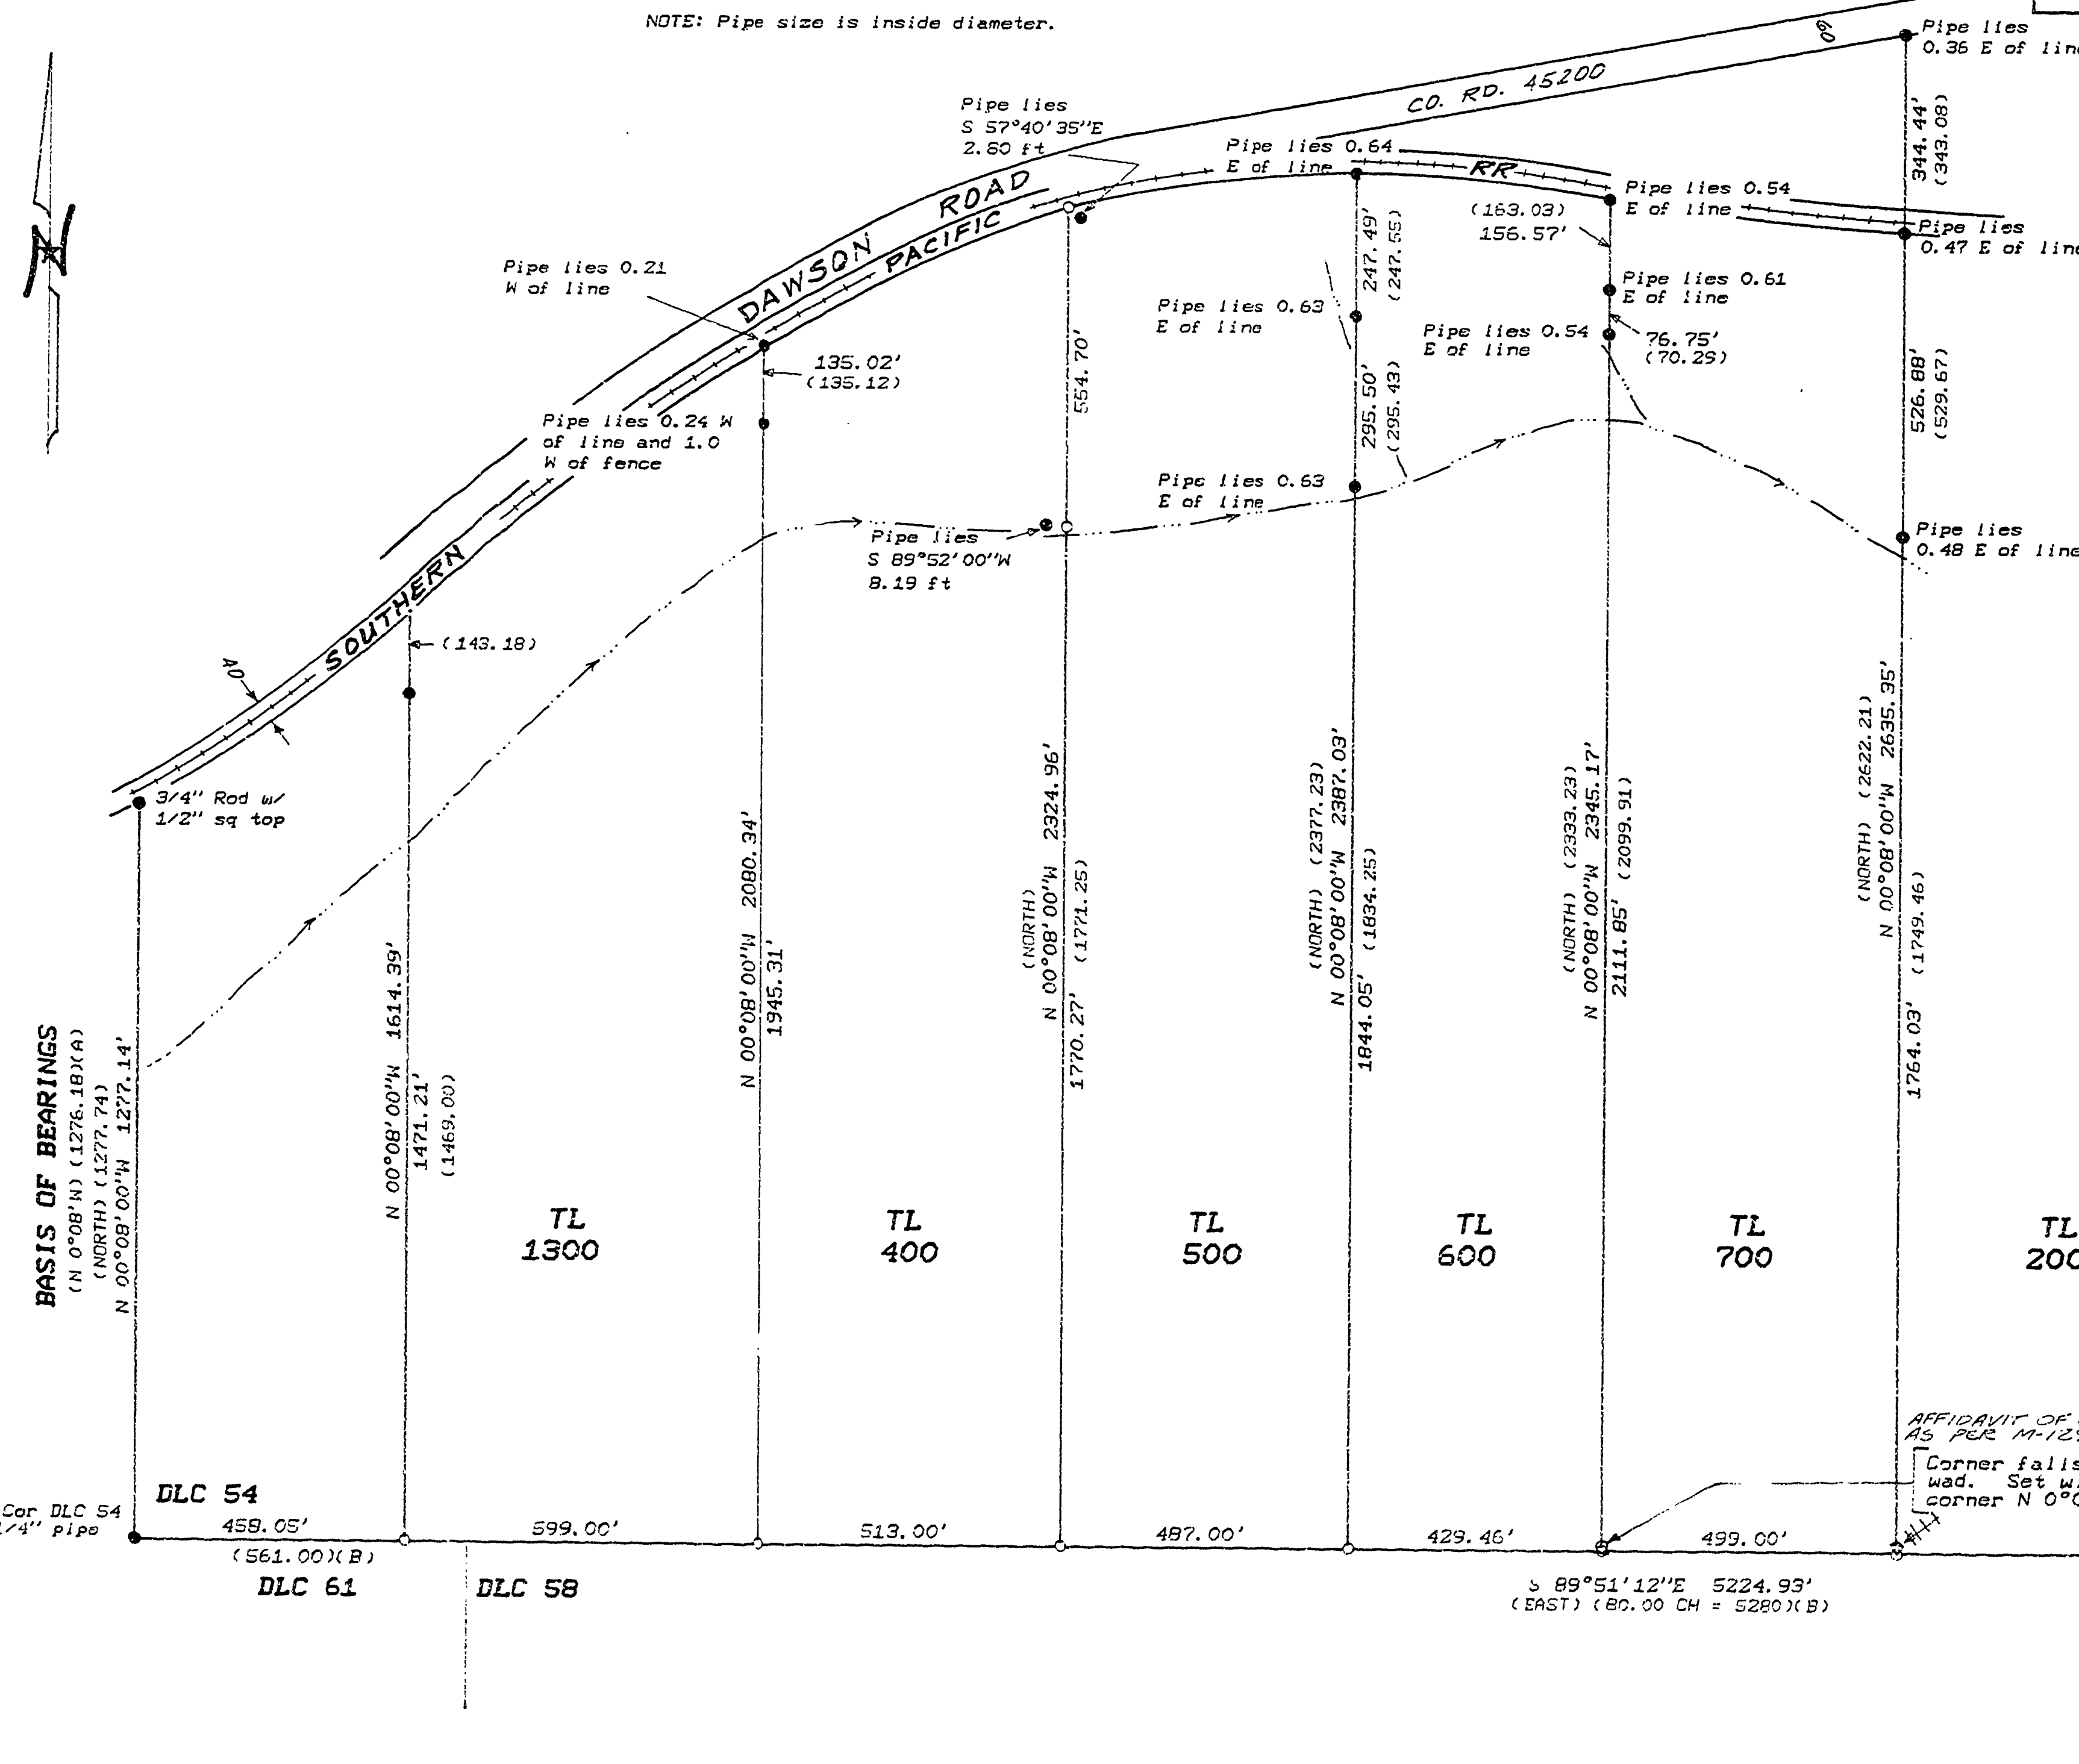 NOTE: Pipe size is inside diameter.
60
Pipe lies
0.36 E of line
CO. RD. 45200
344.44'
(343.08)
Pipe lies
S 57°40'35"E
2.80 ft
Pipe lies 0.64
E of line
RR
Pipe lies 0.54
E of line
(163.03)
156.57'
Pipe lies
0.47 E of line
DAWSON ROAD
SOUTHERN PACIFIC
N
Pipe lies 0.21
W of line
247.49'
(247.55)
Pipe lies 0.63
E of line
Pipe lies 0.61
E of line
Pipe lies 0.54
E of line
76.75'
(70.29)
135.02'
(135.12)
554.70'
295.50'
(295.43)
526.88'
(529.67)
Pipe lies 0.24 W
of line and 1.0
W of fence
Pipe lies 0.63
E of line
Pipe lies
S 89°52'00"W
8.19 ft
Pipe lies
0.48 E of line
(143.18)
40
3/4" Rod w/
1/2" sq top
BASIS OF BEARINGS
(N 0°08'W) (1276.18)(A)
(NORTH) (1277.74)
N 00°08'00"W 1277.14'
N 00°08'00"W 1614.39'
1471.21'
(1469.00)
N 00°08'00"W 2080.34'
1945.31'
(NORTH)
N 00°08'00"W 2324.96'
1770.27' (1771.25)
(NORTH) (2377.23)
N 00°08'00"W 2387.03'
1844.05' (1834.25)
(NORTH) (2333.23)
N 00°08'00"W 2345.17'
2111.85' (2099.91)
(NORTH) (2622.21)
N 00°08'00"W 2635.35'
1764.03' (1749.46)
TL
1300
TL
400
TL
500
TL
600
TL
700
TL
200
AFFIDAVIT OF
AS PER M-129
Corner falls
wad. Set w.
corner N 0°0
DLC 54
Cor DLC 54
1/4" pipe
458.05'
599.00'
513.00'
487.00'
429.46'
499.00'
(561.00)(B)
DLC 61
DLC 58
S 89°51'12"E 5224.93'
(EAST) (80.00 CH = 5280)(B)